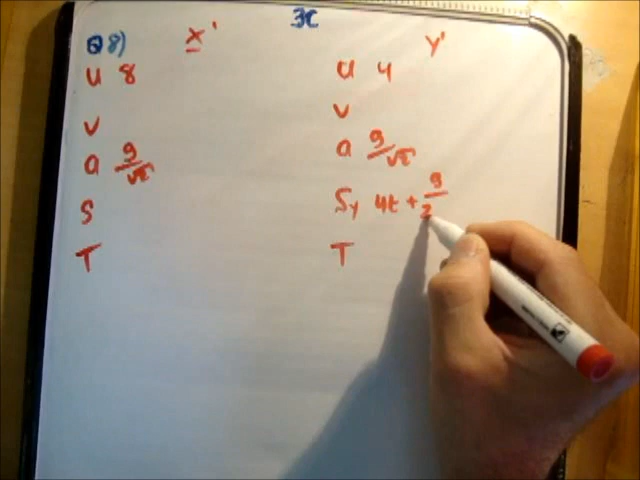 3C
Q8) x' y'
u 8 u 4
v v
a g/√2 a g/√2
s Sy 4t + g/2
T T